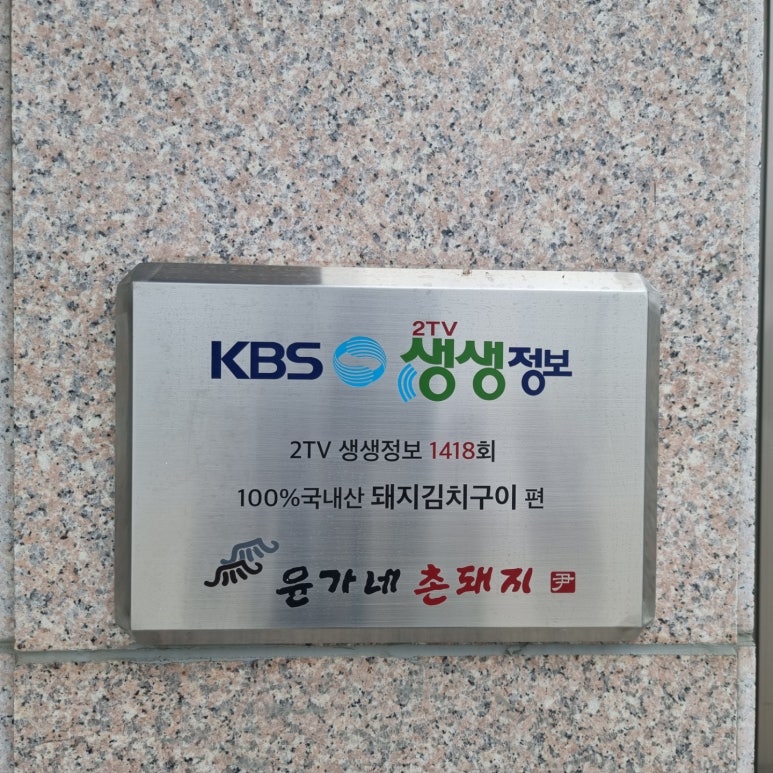 KBS 2TV 생생정보
2TV 생생정보 1418회
100%국내산 돼지김치구이 편
윤가네 촌돼지 尹